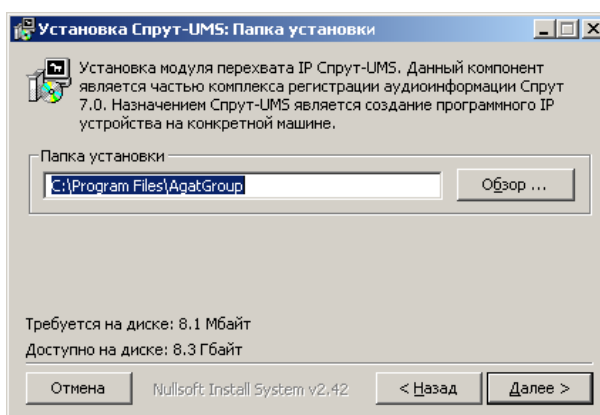 Установка Спрут-UMS: Папка установки
Установка модуля перехвата IP Спрут-UMS. Данный компонент
является частью комплекса регистрации аудиоинформации Спрут
7.0. Назначением Спрут-UMS является создание программного IP
устройства на конкретной машине.
Папка установки
C:\Program Files\AgatGroup
Обзор ...
Требуется на диске: 8.1 Мбайт
Доступно на диске: 8.3 Гбайт
Отмена
Nullsoft Install System v2.42
< Назад
Далее >